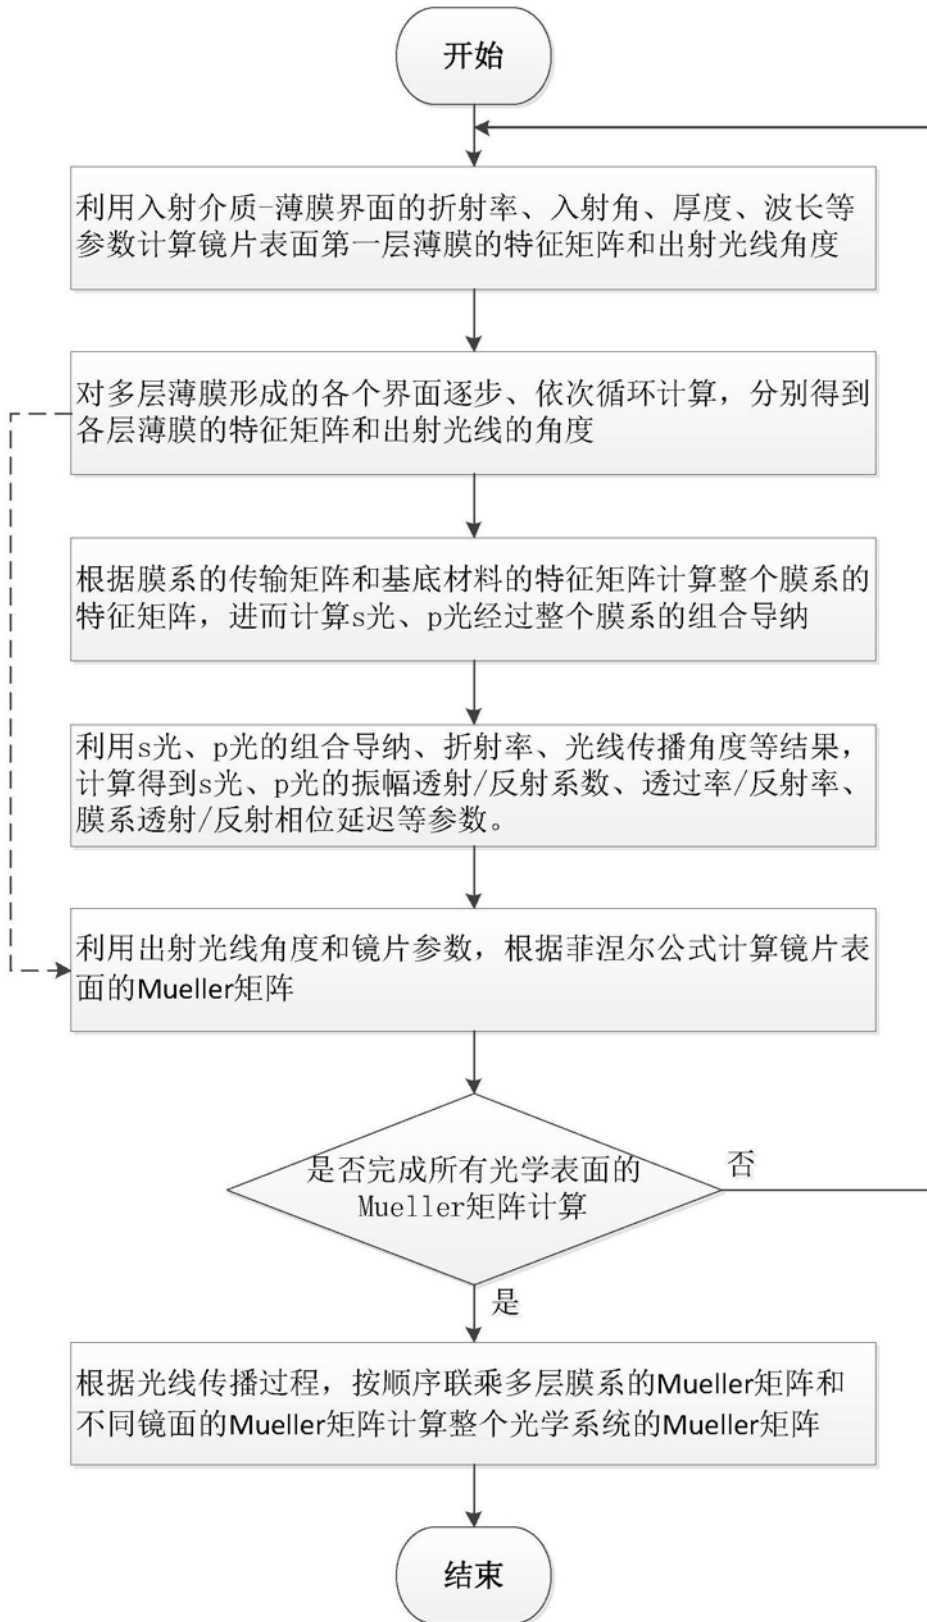 开始
利用入射介质-薄膜界面的折射率、入射角、厚度、波长等
参数计算镜片表面第一层薄膜的特征矩阵和出射光线角度
对多层薄膜形成的各个界面逐步、依次循环计算，分别得到
各层薄膜的特征矩阵和出射光线的角度
根据膜系的传输矩阵和基底材料的特征矩阵计算整个膜系的
特征矩阵，进而计算s光、p光经过整个膜系的组合导纳
利用s光、p光的组合导纳、折射率、光线传播角度等结果，
计算得到s光、p光的振幅透射/反射系数、透过率/反射率、
膜系透射/反射相位延迟等参数。
利用出射光线角度和镜片参数，根据菲涅尔公式计算镜片表
面的Mueller矩阵
是否完成所有光学表面的
Mueller矩阵计算
否
是
根据光线传播过程，按顺序联乘多层膜系的Mueller矩阵和
不同镜面的Mueller矩阵计算整个光学系统的Mueller矩阵
结束